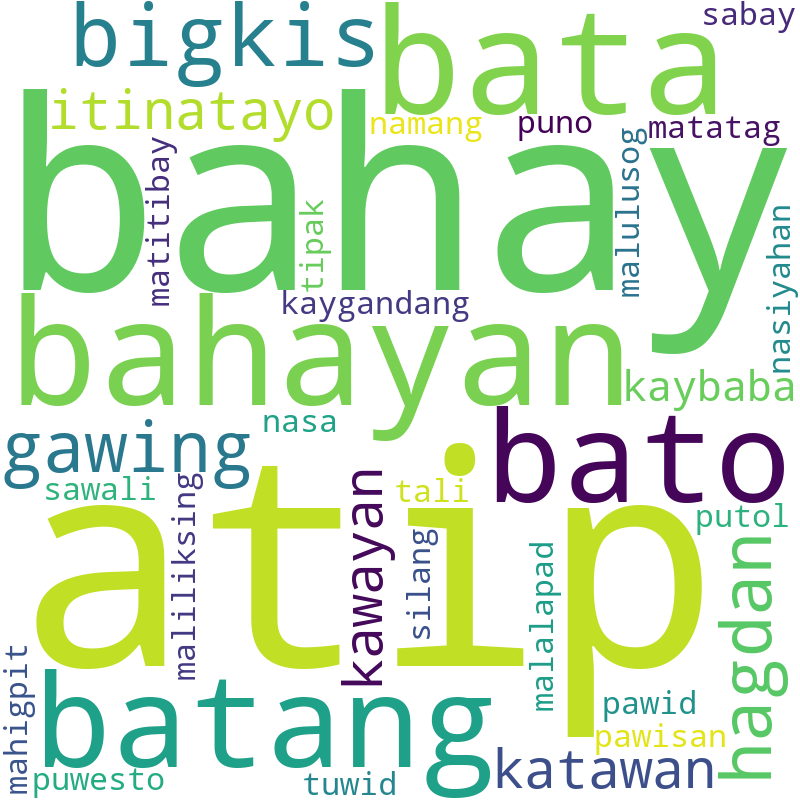 bigkis
bata
sabay
itinatayo
namang
puno
matatag
bahay
matitibay
tipak
malulusog
nasiyahan
kaygandang
bahayan
kaybaba
nasa
gawing
bato
sawali
maliliksing
kawayan
tali
putol
atip
silang
malalapad
hagdan
mahigpit
batang
pawid
pawisan
puwesto
tuwid
katawan